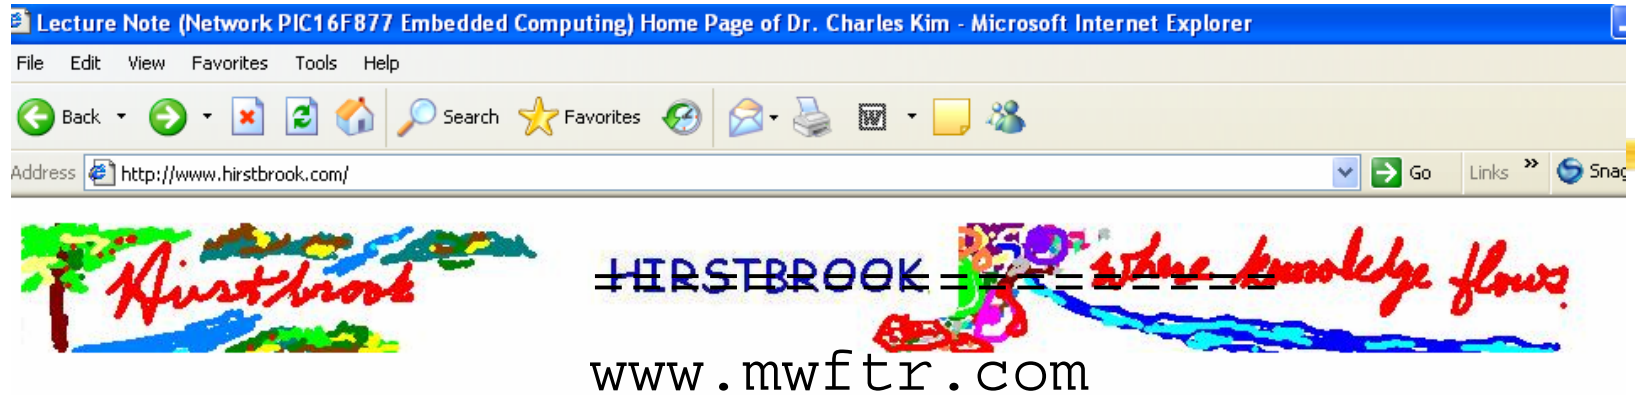 Lecture Note (Network PIC16F877 Embedded Computing) Home Page of Dr. Charles Kim - Microsoft Internet Explorer
File Edit View Favorites Tools Help
Back Search Favorites W
Address http://www.hirstbrook.com/ Go Links » Snag
Hirstbrook HIRSTBROOK where knowledge flows
www.mwftr.com